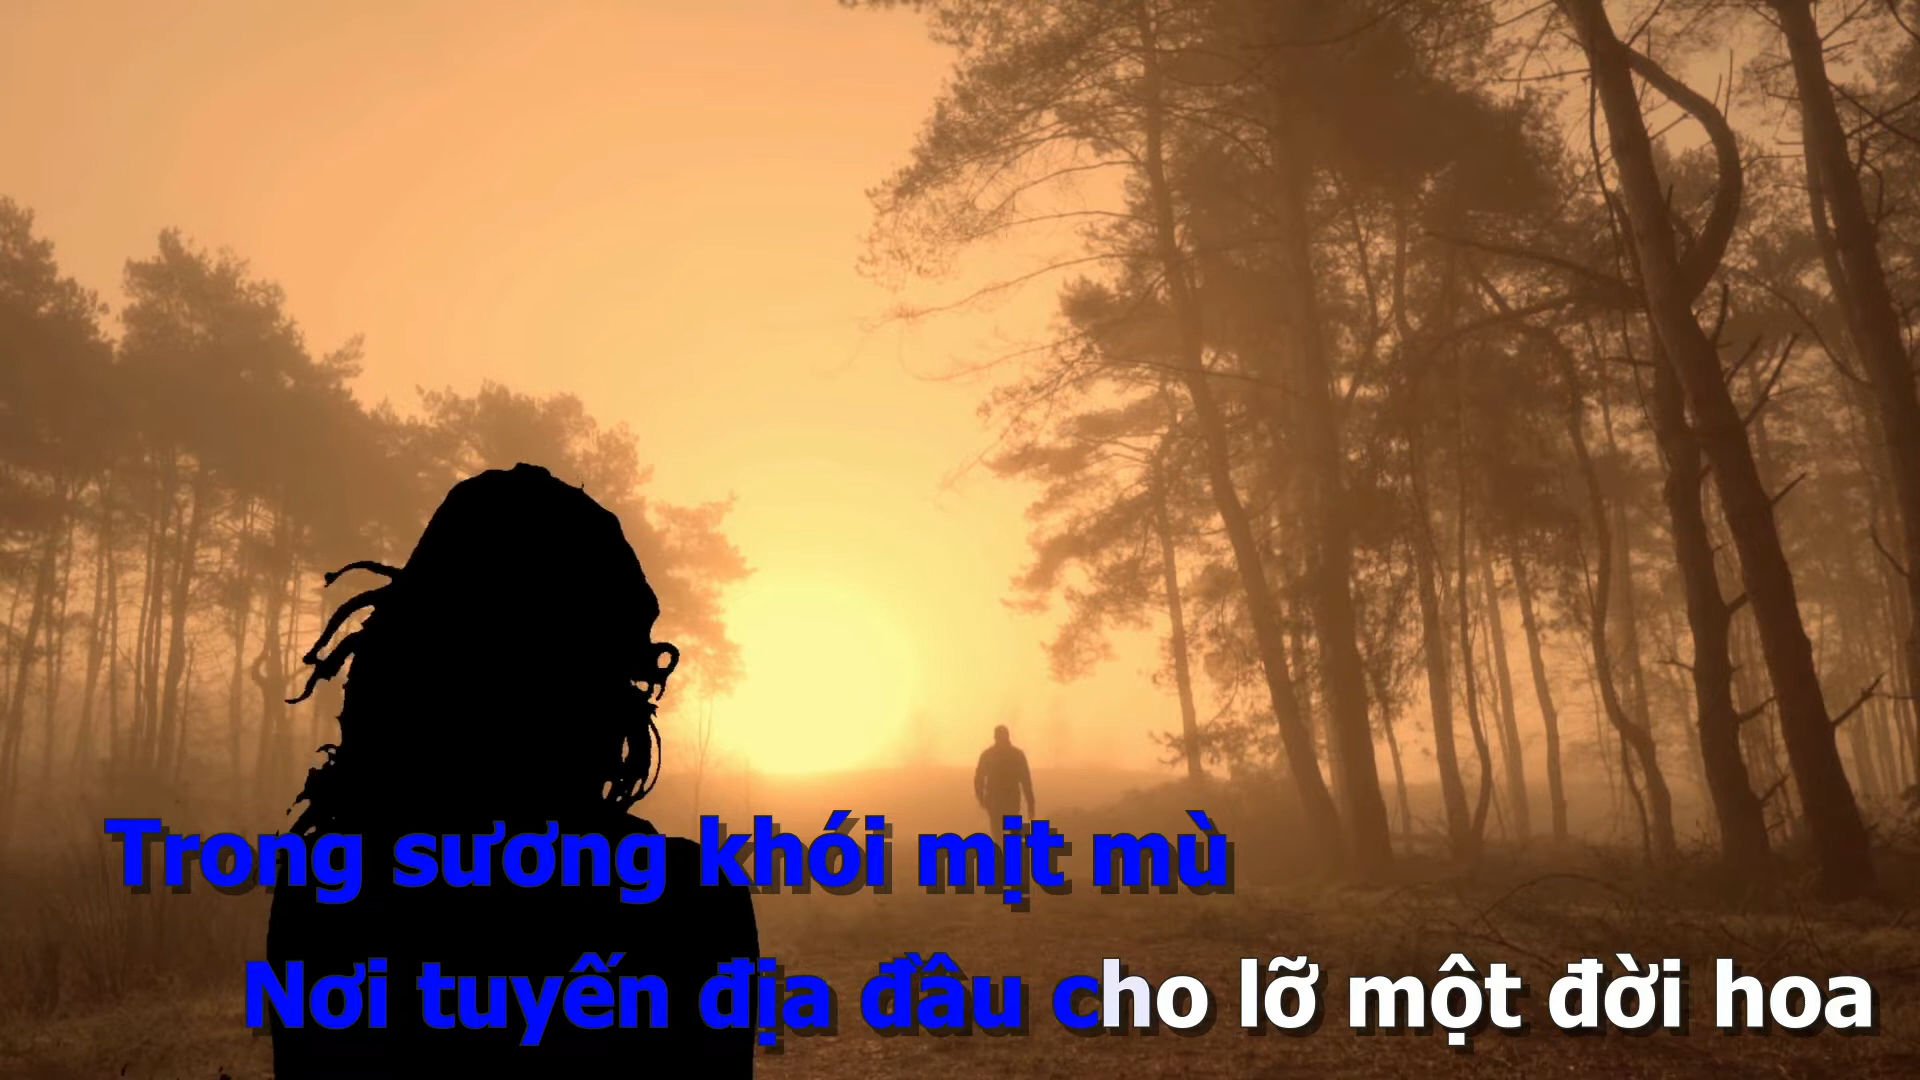 Trong sương khói mịt mù
Nơi tuyến địa đầu cho lỡ một đời hoa